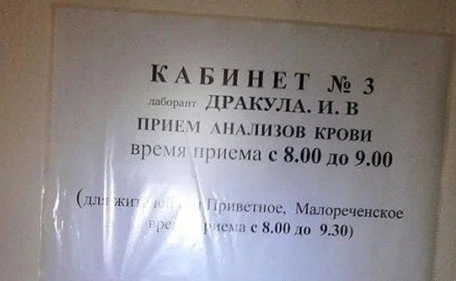 КАБИНЕТ № 3
лаборант ДРАКУЛА. И. В
ПРИЕМ АНАЛИЗОВ КРОВИ
время приема с 8.00 до 9.00
Приветное, Малореченское
с 8.00 до 9.30)